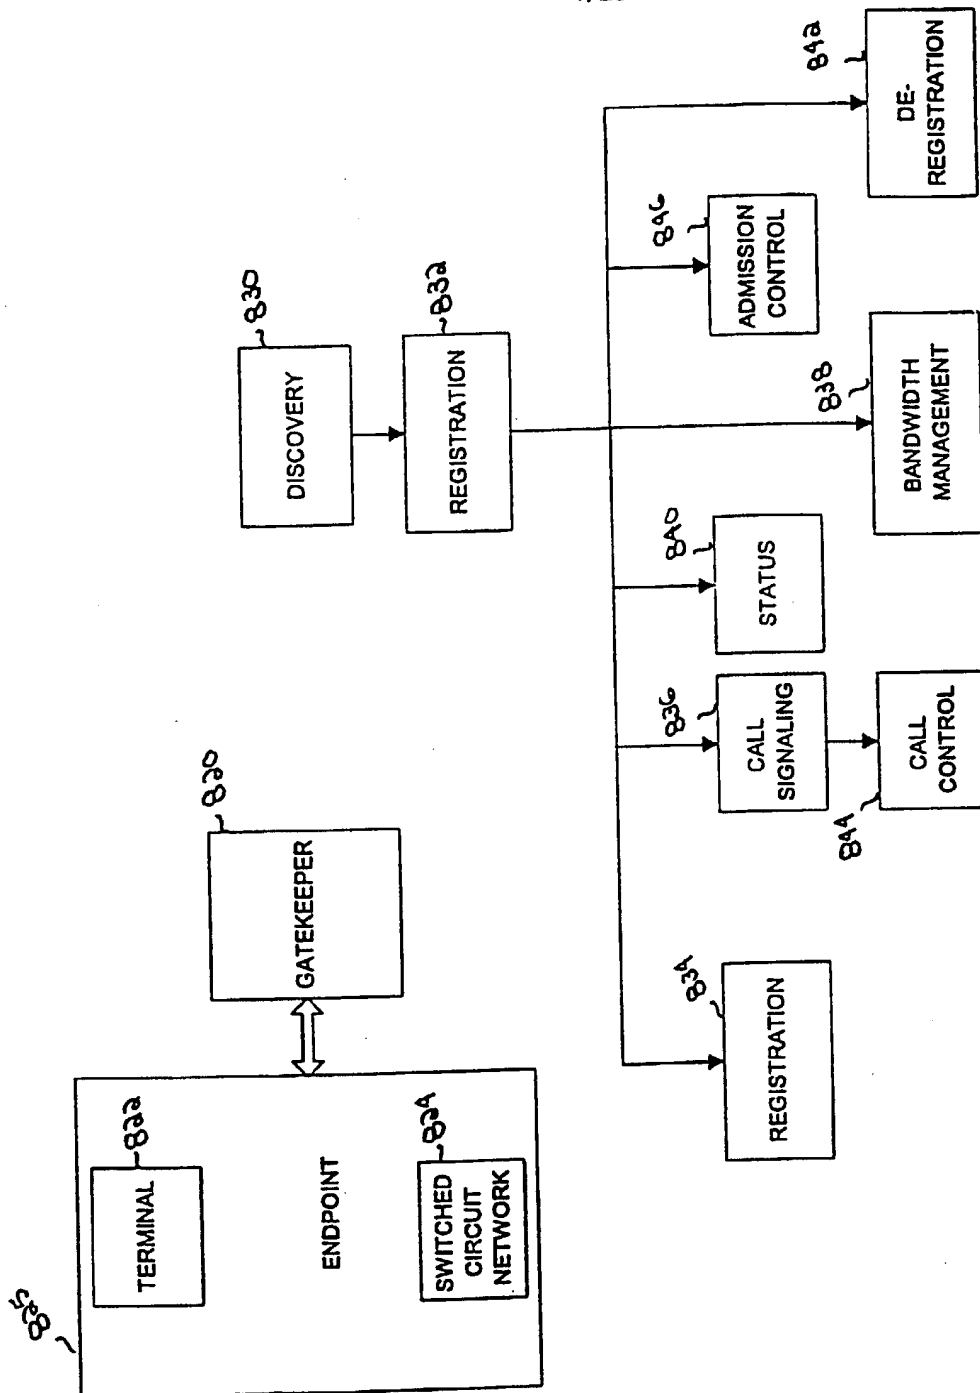 825
TERMINAL
822
ENDPOINT
SWITCHED
CIRCUIT
NETWORK
824
GATEKEEPER
820
DISCOVERY
830
REGISTRATION
832
REGISTRATION
834
CALL
SIGNALING
836
STATUS
840
ADMISSION
CONTROL
846
CALL
CONTROL
844
BANDWIDTH
MANAGEMENT
838
DE-
REGISTRATION
842